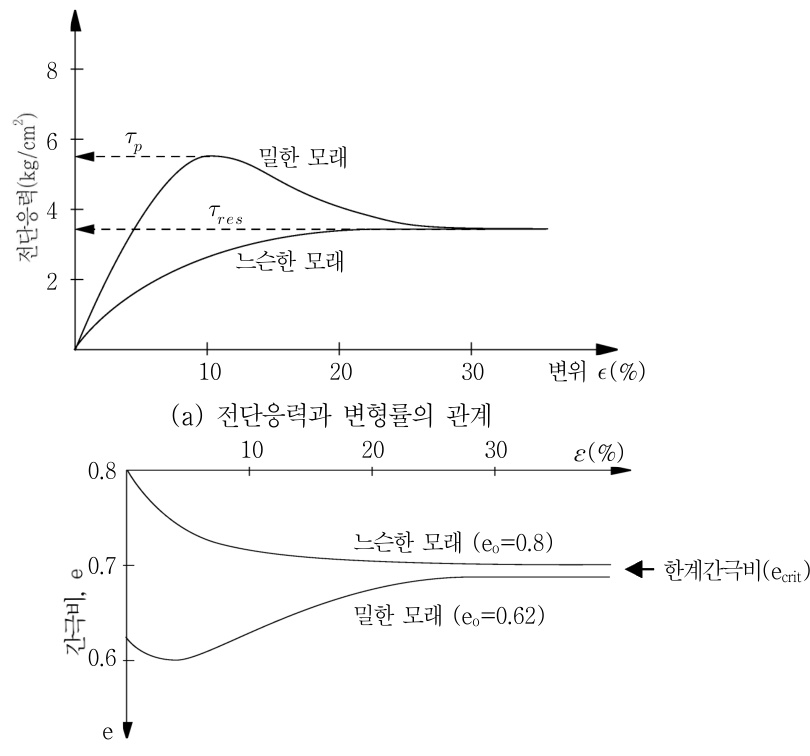 전단응력(kg/cm²)
8
6
4
2
τ_p
밀한 모래
τ_res
느슨한 모래
10 20 30 변위 ϵ(%)
(a) 전단응력과 변형률의 관계
10 20 30 ε(%)
0.8
0.7
0.6
간극비, e
e
느슨한 모래 (e₀=0.8)
한계간극비(e_crit)
밀한 모래 (e₀=0.62)